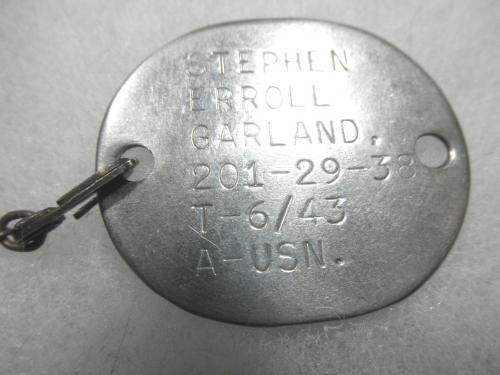 STEPHEN
ERROLL
GARLAND.
201-29-38
T-6/43
A-USN.